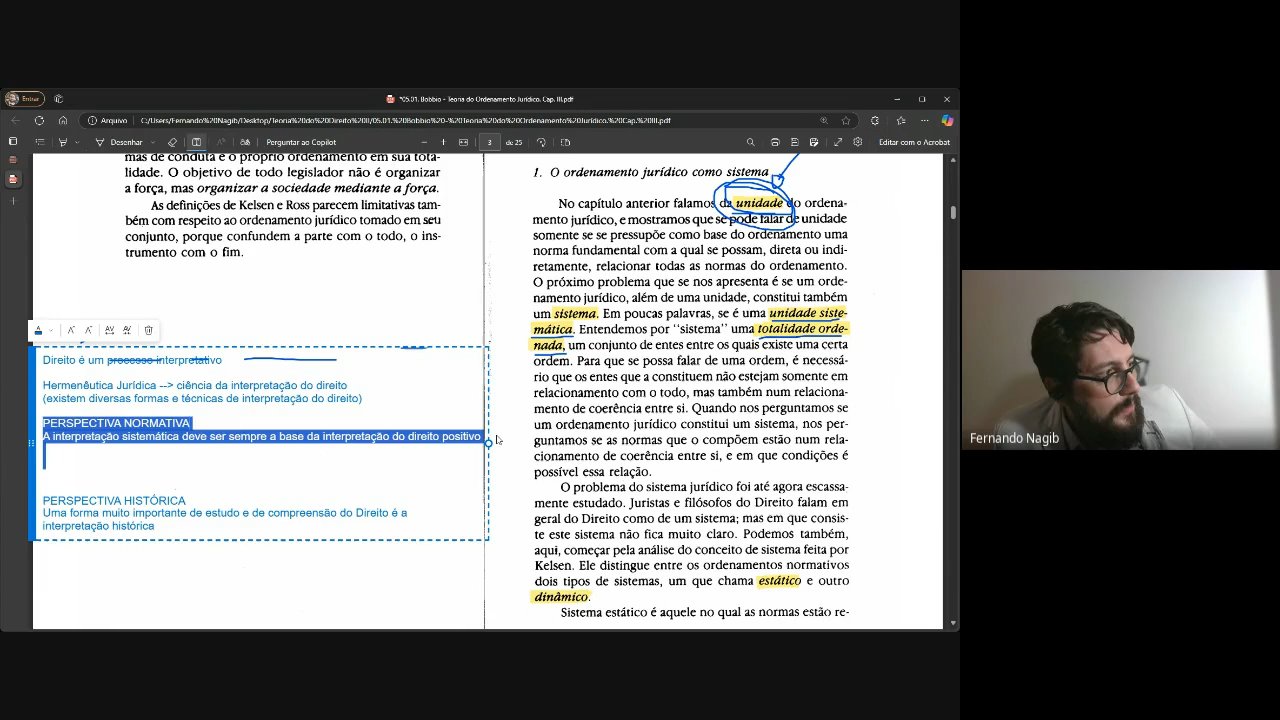 Entrar
*05.01. Bobbio - Teoria do Ordenamento Jurídico. Cap. III.pdf
Arquivo
C:/Users/Fernando%20Nagib/Desktop/Teoria%20do%20Direito%20II/05.01.%20Bobbio%20-%20Teoria%20do%20Ordenamento%20Jurídico.%20Cap.%20III.pdf
Desenhar
Perguntar ao Copilot
3 de 25
Editar com o Acrobat
mas de conduta e o próprio ordenamento em sua tota-
lidade. O objetivo de todo legislador não é organizar
a força, mas organizar a sociedade mediante a força.
As definições de Kelsen e Ross parecem limitativas tam-
bém com respeito ao ordenamento jurídico tomado em seu
conjunto, porque confundem a parte com o todo, o ins-
trumento com o fim.
Direito é um processo interpretativo
Hermenêutica Jurídica --> ciência da interpretação do direito
(existem diversas formas e técnicas de interpretação do direito)
PERSPECTIVA NORMATIVA
A interpretação sistemática deve ser sempre a base da interpretação do direito positivo
PERSPECTIVA HISTÓRICA
Uma forma muito importante de estudo e de compreensão do Direito é a
interpretação histórica
1. O ordenamento jurídico como sistema
No capítulo anterior falamos da unidade do ordena-
mento jurídico, e mostramos que se pode falar de unidade
somente se se pressupõe como base do ordenamento uma
norma fundamental com a qual se possam, direta ou indi-
retamente, relacionar todas as normas do ordenamento.
O próximo problema que se nos apresenta é se um orde-
namento jurídico, além de uma unidade, constitui também
um sistema. Em poucas palavras, se é uma unidade siste-
mática. Entendemos por “sistema” uma totalidade orde-
nada, um conjunto de entes entre os quais existe uma certa
ordem. Para que se possa falar de uma ordem, é necessá-
rio que os entes que a constituem não estejam somente em
relacionamento com o todo, mas também num relaciona-
mento de coerência entre si. Quando nos perguntamos se
um ordenamento jurídico constitui um sistema, nos per-
guntamos se as normas que o compõem estão num rela-
cionamento de coerência entre si, e em que condições é
possível essa relação.
O problema do sistema jurídico foi até agora escassa-
mente estudado. Juristas e filósofos do Direito falam em
geral do Direito como de um sistema; mas em que consis-
te este sistema não fica muito claro. Podemos também,
aqui, começar pela análise do conceito de sistema feita por
Kelsen. Ele distingue entre os ordenamentos normativos
dois tipos de sistemas, um que chama estático e outro
dinâmico.
Sistema estático é aquele no qual as normas estão re-
Fernando Nagib